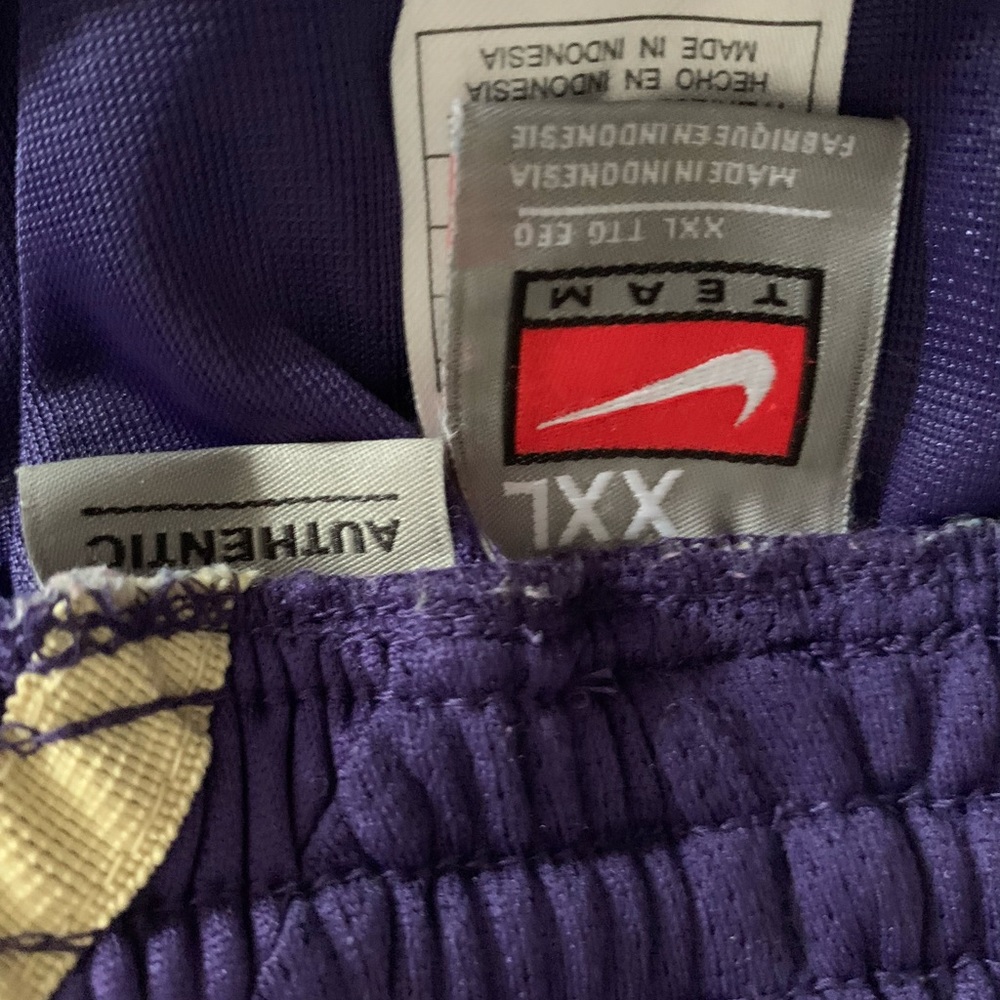 XXL
TEAM
XXL TTG EEG
MADE IN INDONESIA
FABRIQUE EN INDONESIE
HECHO EN INDONESIA
MADE IN INDONESIA
AUTHENTIC